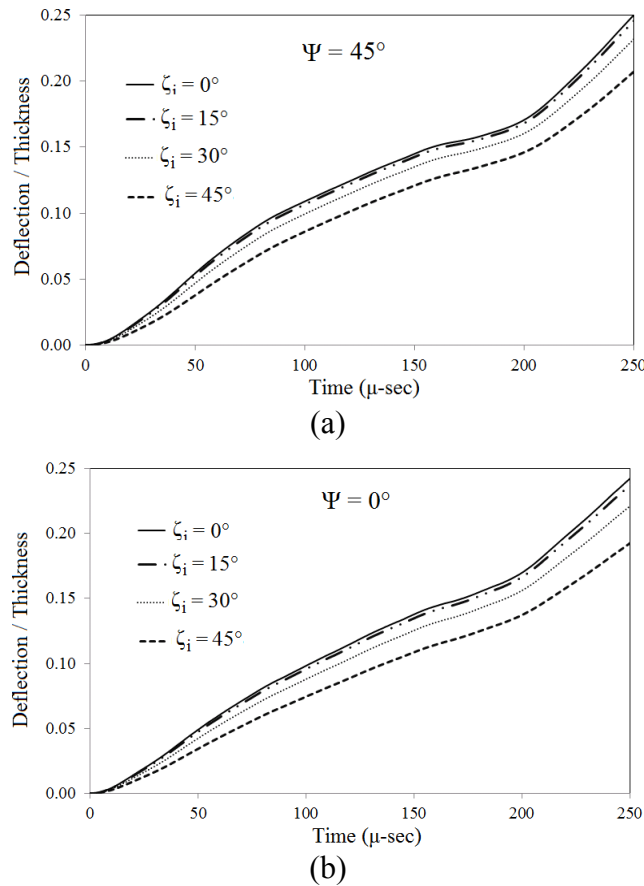 0.25
Ψ = 45°
ζi = 0°
0.20
ζi = 15°
0.15
ζi = 30°
ζi = 45°
0.10
0.05
0.00
Deflection / Thickness
0 50 100 150 200 250
Time (μ-sec)
(a)
0.25
Ψ = 0°
ζi = 0°
0.20
ζi = 15°
0.15
ζi = 30°
ζi = 45°
0.10
0.05
0.00
Deflection / Thickness
0 50 100 150 200 250
Time (μ-sec)
(b)